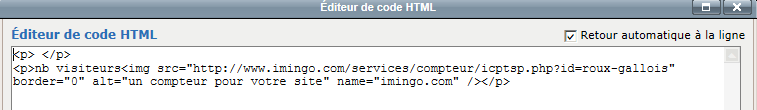 Éditeur de code HTML
Éditeur de code HTML
Retour automatique à la ligne
<p> </p>
<p>nb visiteurs<img src="http://www.imingo.com/services/compteur/icptsp.php?id=roux-gallois"
border="0" alt="un compteur pour votre site" name="imingo.com" /></p>